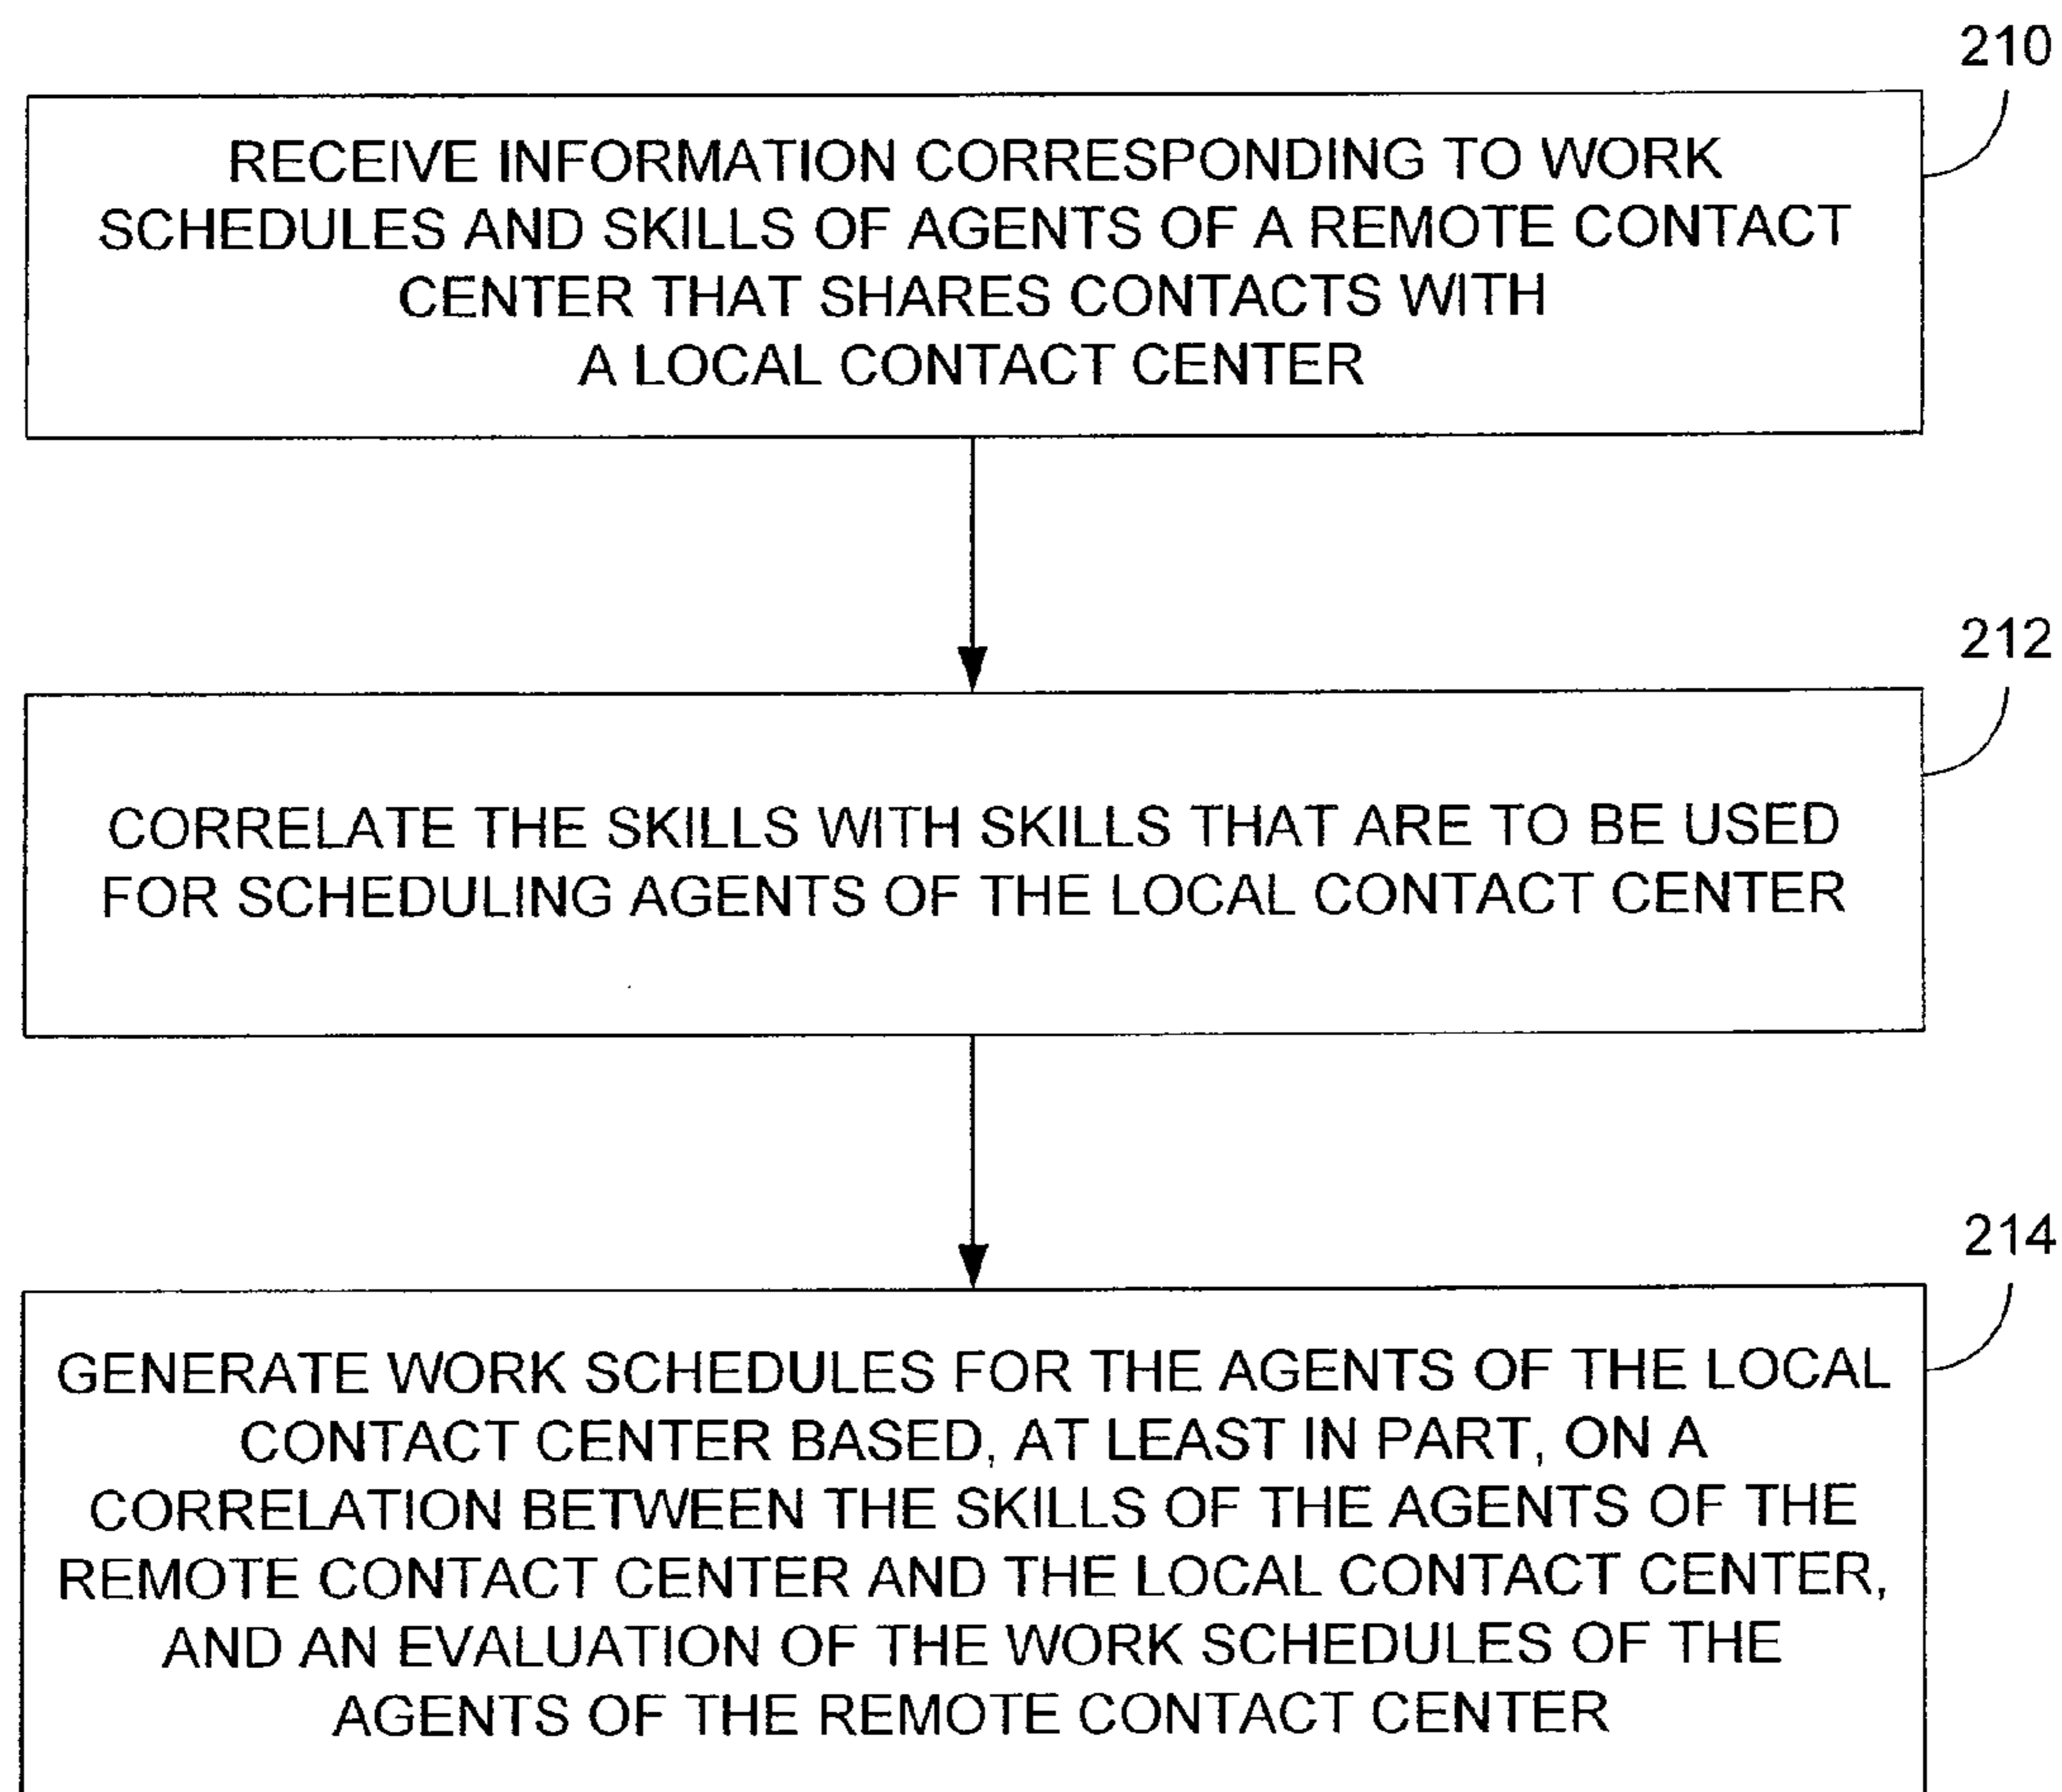 210
RECEIVE INFORMATION CORRESPONDING TO WORK
SCHEDULES AND SKILLS OF AGENTS OF A REMOTE CONTACT
CENTER THAT SHARES CONTACTS WITH
A LOCAL CONTACT CENTER
212
CORRELATE THE SKILLS WITH SKILLS THAT ARE TO BE USED
FOR SCHEDULING AGENTS OF THE LOCAL CONTACT CENTER
214
GENERATE WORK SCHEDULES FOR THE AGENTS OF THE LOCAL
CONTACT CENTER BASED, AT LEAST IN PART, ON A
CORRELATION BETWEEN THE SKILLS OF THE AGENTS OF THE
REMOTE CONTACT CENTER AND THE LOCAL CONTACT CENTER,
AND AN EVALUATION OF THE WORK SCHEDULES OF THE
AGENTS OF THE REMOTE CONTACT CENTER